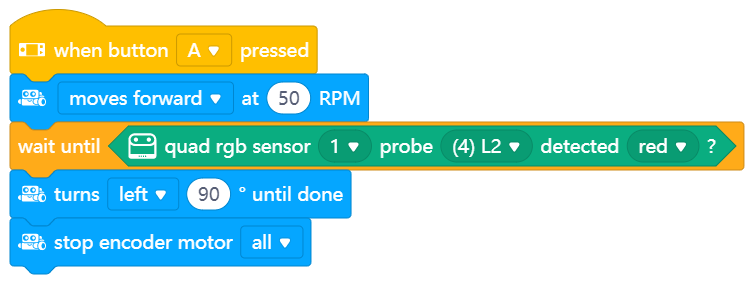 when button A pressed
moves forward at 50 RPM
wait until quad rgb sensor 1 probe (4) L2 detected red ?
turns left 90 ° until done
stop encoder motor all